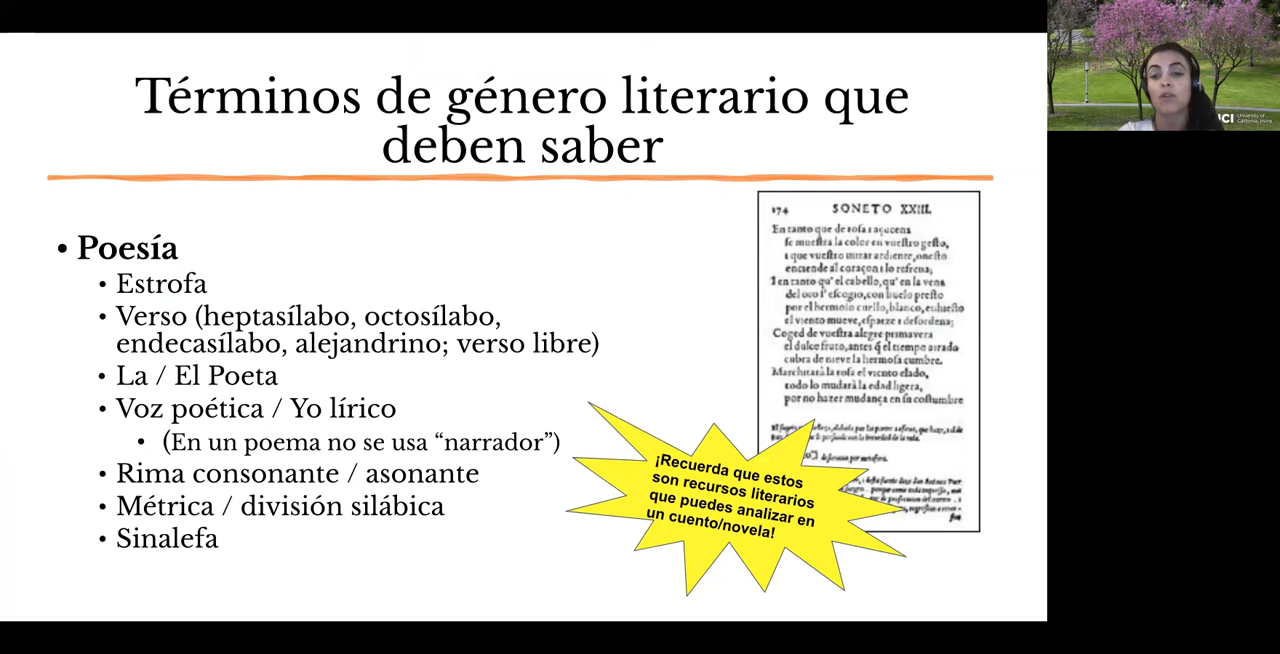 Términos de género literario que
deben saber
• Poesía
• Estrofa
• Verso (heptasílabo, octosílabo,
endecasílabo, alejandrino; verso libre)
• La / El Poeta
• Voz poética / Yo lírico
• (En un poema no se usa “narrador”)
• Rima consonante / asonante
• Métrica / división silábica
• Sinalefa
274 SONETO XXIII.
En tanto que de rosa i açucena
se muestra la color en vuestro gesto,
i que vuestro mirar ardiente, onesto
enciende al coraçon i lo refrena;
I en tanto qu' el cabello, qu' en la vena
del oro s' escogio, con buelo presto
por el hermoso cuello, blanco, enhiesto
el viento mueve, esparze i desordena;
Coged de vuestra alegre primavera
el dulce fruto, antes q̃ el tiempo airado
cubra de nieve la hermosa cumbre.
Marchitarà la rosa el viento elado,
todo lo mudarà la edad ligera,
por no hazer mudança en su costumbre
¡Recuerda que estos
son recursos literarios
que puedes analizar en
un cuento/novela!
UCI University of
California, Irvine